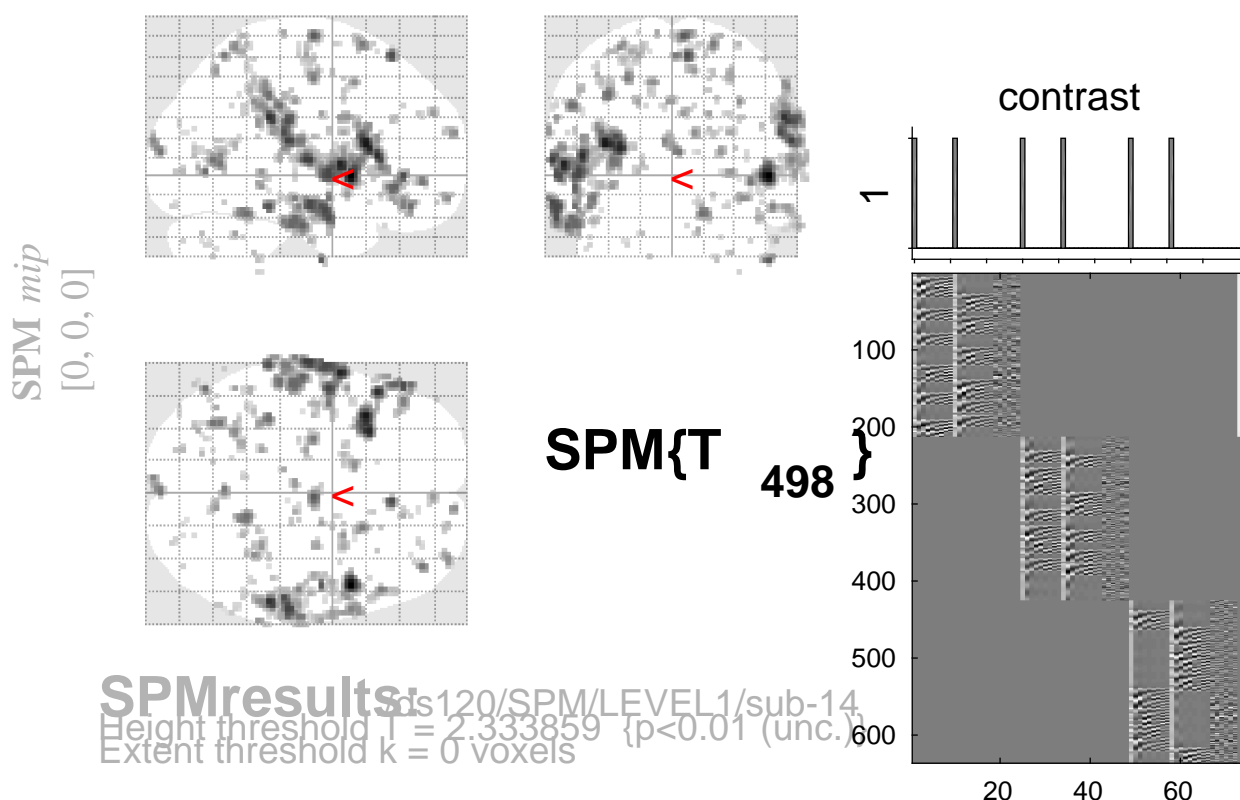 SPM mip
[0, 0, 0]
<
<
<
SPM{T498}
contrast
1
100
200
300
400
500
600
20
40
60
SPMresults: /ds120/SPM/LEVEL1/sub-14
Height threshold T = 2.333859 {p<0.01 (unc.)}
Extent threshold k = 0 voxels